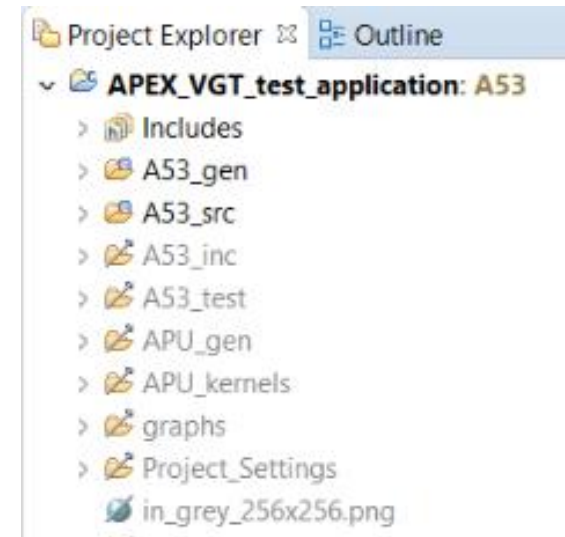 Project Explorer Outline
APEX_VGT_test_application: A53
Includes
A53_gen
A53_src
A53_inc
A53_test
APU_gen
APU_kernels
graphs
Project_Settings
in_grey_256x256.png